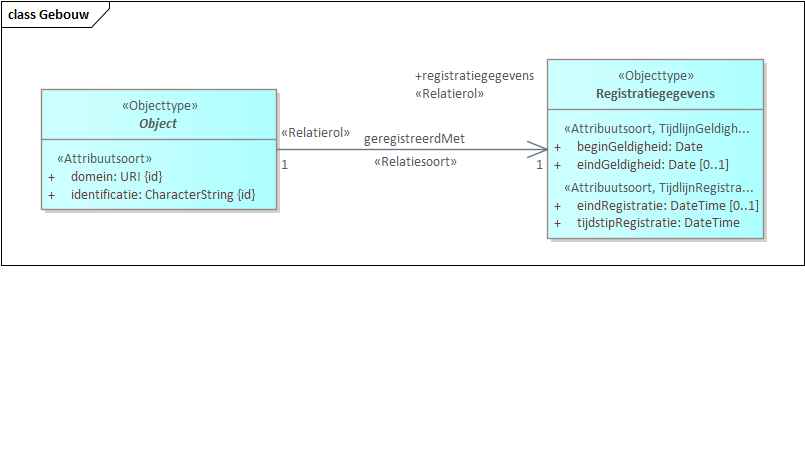 class Gebouw
+registratiegegevens
«Relatierol»
«Objecttype»
Object
«Attribuutsoort»
+ domein: URI {id}
+ identificatie: CharacterString {id}
«Relatierol»
1
geregistreerdMet
«Relatiesoort»
1
«Objecttype»
Registratiegegevens
«Attribuutsoort, TijdlijnGeldigh...
+ beginGeldigheid: Date
+ eindGeldigheid: Date [0..1]
«Attribuutsoort, TijdlijnRegistra...
+ eindRegistratie: DateTime [0..1]
+ tijdstipRegistratie: DateTime